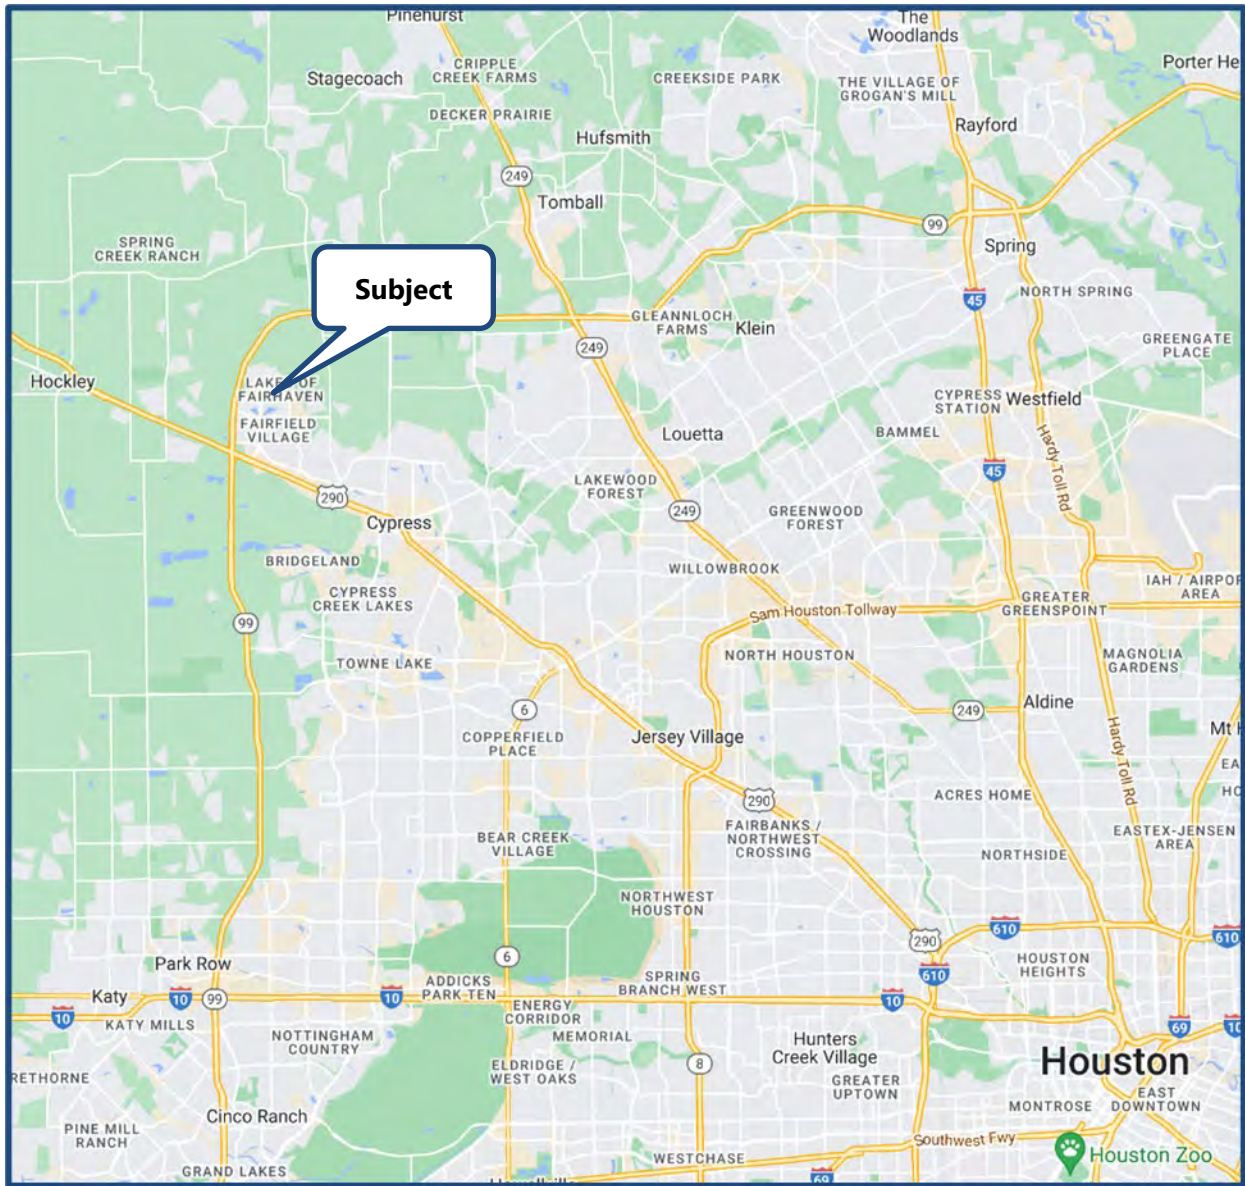 Pinehurst
The
Woodlands
Stagecoach
CRIPPLE
CREEK FARMS
CREEKSIDE PARK
THE VILLAGE OF
GROGAN'S MILL
Porter He
DECKER PRAIRIE
Hufsmith
Rayford
249
Tomball
99
SPRING
CREEK RANCH
Spring
Subject
45
NORTH SPRING
GLEANNLOCH
FARMS
Klein
249
GREENGATE
PLACE
Hockley
FAIRHAVEN
CYPRESS
STATION
Westfield
FAIRFIELD
VILLAGE
Louetta
BAMMEL
Hardy Toll Rd
45
LAKEWOOD
FOREST
290
249
GREENWOOD
FOREST
Cypress
BRIDGELAND
WILLOWBROOK
CYPRESS
CREEK LAKES
IAH / AIRPOR
AREA
GREATER
GREENSPOINT
Sam Houston Tollway
99
TOWNE LAKE
NORTH HOUSTON
MAGNOLIA
GARDENS
6
249
Aldine
COPPERFIELD
PLACE
Jersey Village
Mt H
Hardy Toll Rd
EA
HO
290
ACRES HOME
BEAR CREEK
VILLAGE
FAIRBANKS /
NORTHWEST
CROSSING
EASTEX-JENSEN
AREA
NORTHSIDE
NORTHWEST
HOUSTON
290
610
610
6
Park Row
610
HOUSTON
HEIGHTS
ADDICKS
PARK TEN
SPRING
BRANCH WEST
Katy
10
99
10
10
10
KATY MILLS
ENERGY
CORRIDOR
MEMORIAL
69
10
NOTTINGHAM
COUNTRY
Hunters
Creek Village
Houston
ELDRIDGE /
WEST OAKS
8
RETHORNE
GREATER
UPTOWN
EAST
DOWNTOWN
MONTROSE
Cinco Ranch
PINE MILL
RANCH
Southwest Fwy
Houston Zoo
WESTCHASE
GRAND LAKES
69